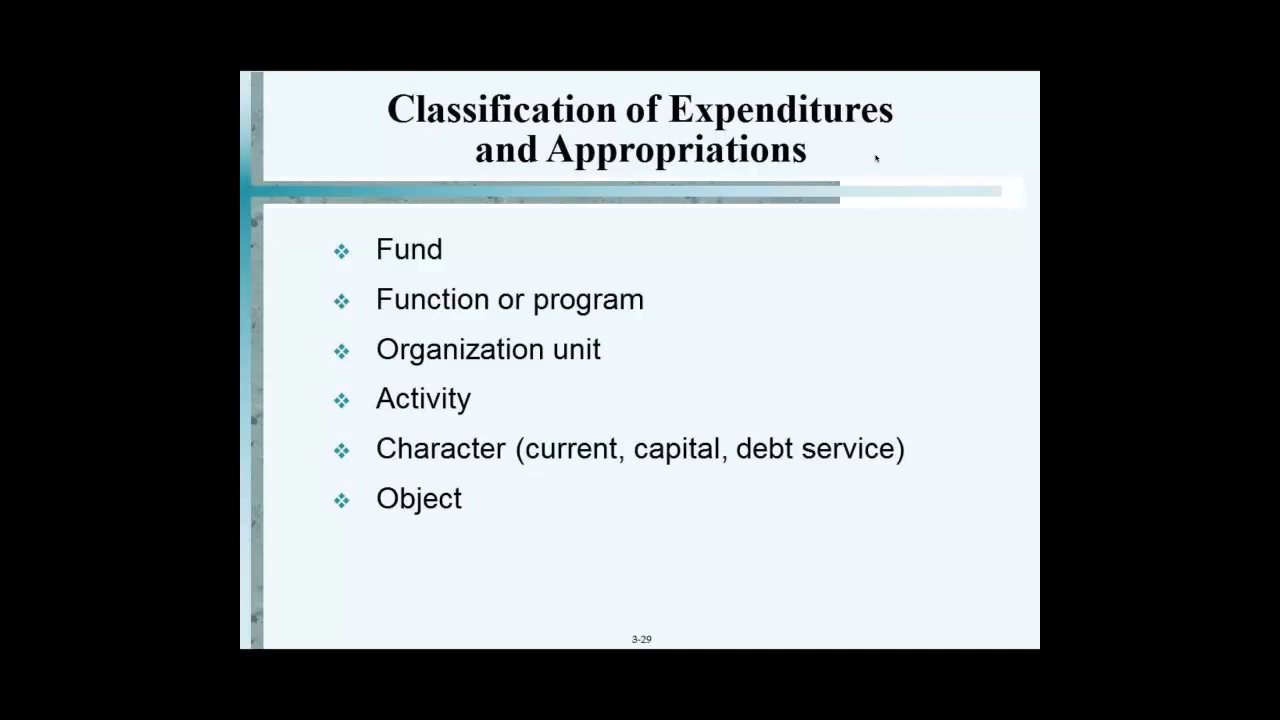 Classification of Expenditures
and Appropriations
Fund
Function or program
Organization unit
Activity
Character (current, capital, debt service)
Object
3-29